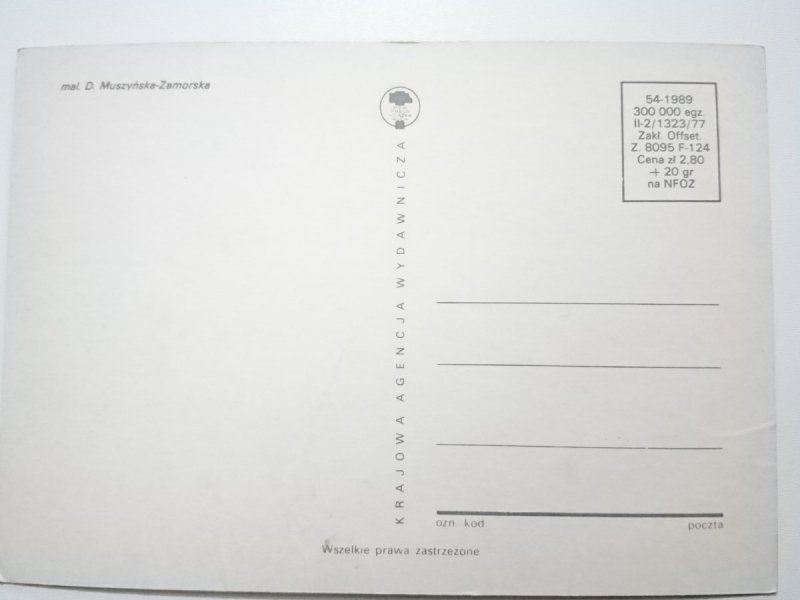 mal. D. Muszyńska-Zamorska
KRAJOWA AGENCJA WYDAWNICZA
54-1989
300 000 egz.
II-2/1323/77
Zakł. Offset.
Z. 8095 F-124
Cena zł 2.80
+ 20 gr
na NFOZ
ozn. kod
poczta
Wszelkie prawa zastrzeżone